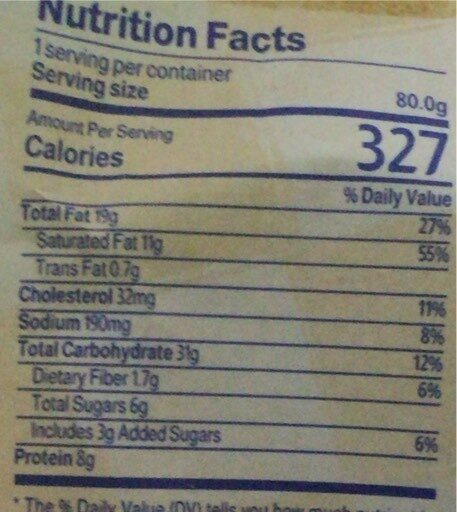 Nutrition Facts
1 serving per container
Serving size 80.0g
Amount Per Serving
Calories 327
% Daily Value
Total Fat 19g 27%
Saturated Fat 11g 55%
Trans Fat 0.7g
Cholesterol 32mg 11%
Sodium 190mg 8%
Total Carbohydrate 31g 12%
Dietary Fiber 1.7g 6%
Total Sugars 6g
Includes 3g Added Sugars 6%
Protein 8g
* The % Daily Value (DV) tells you how much